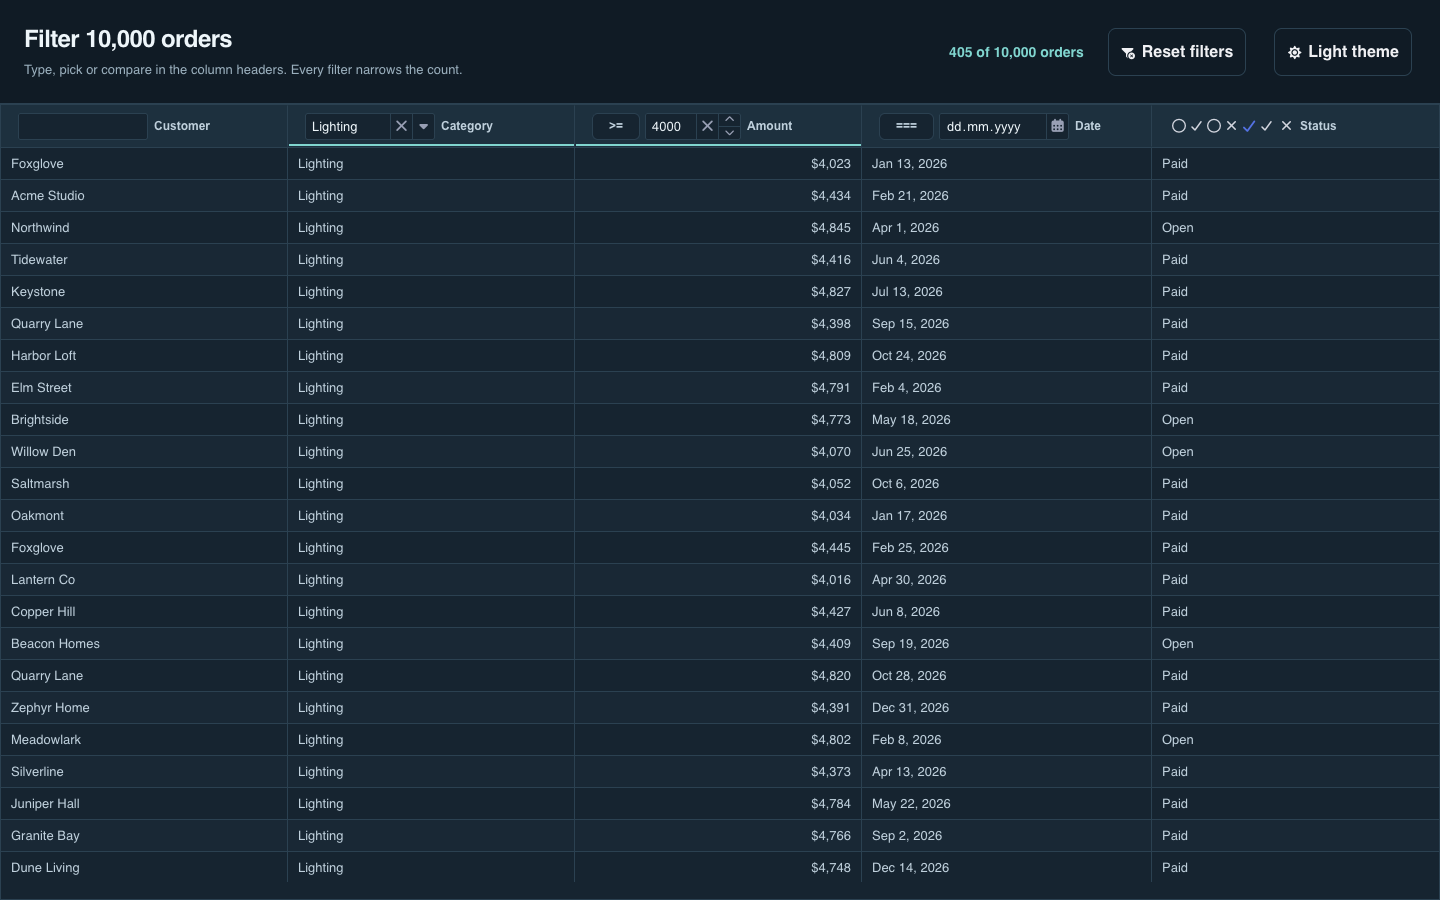 Filter 10,000 orders
Type, pick or compare in the column headers. Every filter narrows the count.
405 of 10,000 orders
Reset filters
Light theme
Customer Lighting Category >= 4000 Amount === dd.mm.yyyy Date Status
Foxglove Lighting $4,023 Jan 13, 2026 Paid
Acme Studio Lighting $4,434 Feb 21, 2026 Paid
Northwind Lighting $4,845 Apr 1, 2026 Open
Tidewater Lighting $4,416 Jun 4, 2026 Paid
Keystone Lighting $4,827 Jul 13, 2026 Paid
Quarry Lane Lighting $4,398 Sep 15, 2026 Paid
Harbor Loft Lighting $4,809 Oct 24, 2026 Paid
Elm Street Lighting $4,791 Feb 4, 2026 Paid
Brightside Lighting $4,773 May 18, 2026 Open
Willow Den Lighting $4,070 Jun 25, 2026 Open
Saltmarsh Lighting $4,052 Oct 6, 2026 Paid
Oakmont Lighting $4,034 Jan 17, 2026 Paid
Foxglove Lighting $4,445 Feb 25, 2026 Paid
Lantern Co Lighting $4,016 Apr 30, 2026 Paid
Copper Hill Lighting $4,427 Jun 8, 2026 Paid
Beacon Homes Lighting $4,409 Sep 19, 2026 Open
Quarry Lane Lighting $4,820 Oct 28, 2026 Paid
Zephyr Home Lighting $4,391 Dec 31, 2026 Paid
Meadowlark Lighting $4,802 Feb 8, 2026 Open
Silverline Lighting $4,373 Apr 13, 2026 Paid
Juniper Hall Lighting $4,784 May 22, 2026 Paid
Granite Bay Lighting $4,766 Sep 2, 2026 Paid
Dune Living Lighting $4,748 Dec 14, 2026 Paid